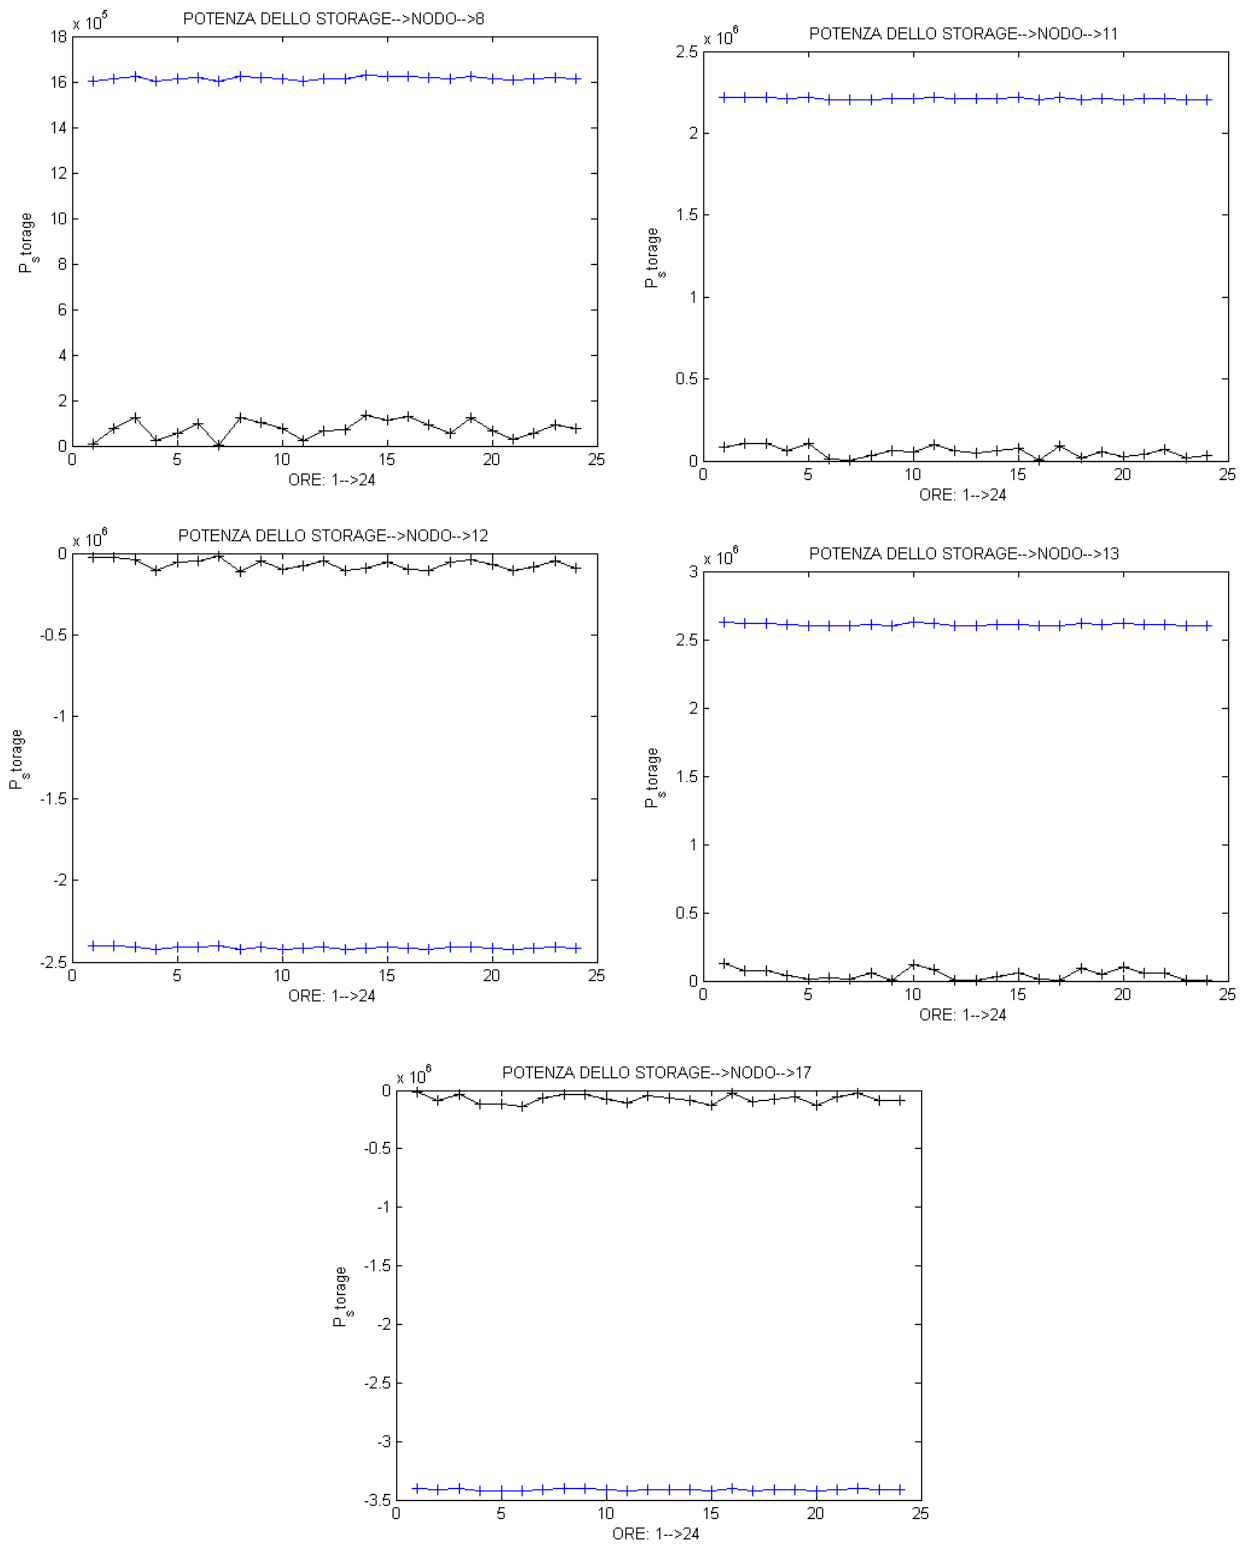 POTENZA DELLO STORAGE-->NODO-->8
x 10^5
18
16
14
12
10
8
6
4
2
0
P_storage
0 5 10 15 20 25
ORE: 1-->24
POTENZA DELLO STORAGE-->NODO-->11
x 10^6
2.5
2
1.5
1
0.5
0
P_storage
0 5 10 15 20 25
ORE: 1-->24
POTENZA DELLO STORAGE-->NODO-->12
x 10^6
0
-0.5
-1
-1.5
-2
-2.5
P_storage
0 5 10 15 20 25
ORE: 1-->24
POTENZA DELLO STORAGE-->NODO-->13
x 10^6
3
2.5
2
1.5
1
0.5
0
P_storage
0 5 10 15 20 25
ORE: 1-->24
POTENZA DELLO STORAGE-->NODO-->17
x 10^6
0
-0.5
-1
-1.5
-2
-2.5
-3
-3.5
P_storage
0 5 10 15 20 25
ORE: 1-->24